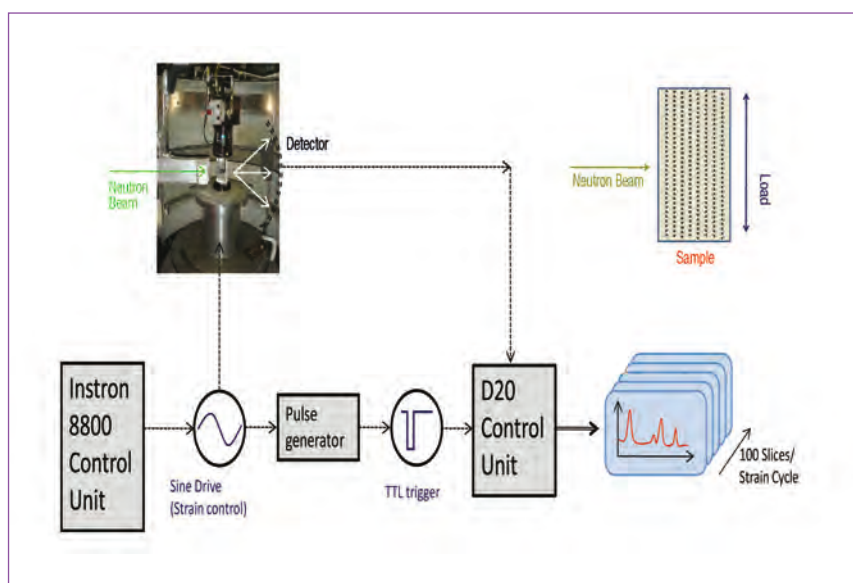 Detector
Neutron
Beam
Neutron Beam
Load
Sample
Instron
8800
Control
Unit
Sine Drive
(Strain control)
Pulse
generator
TTL trigger
D20
Control
Unit
100 Slices/
Strain Cycle